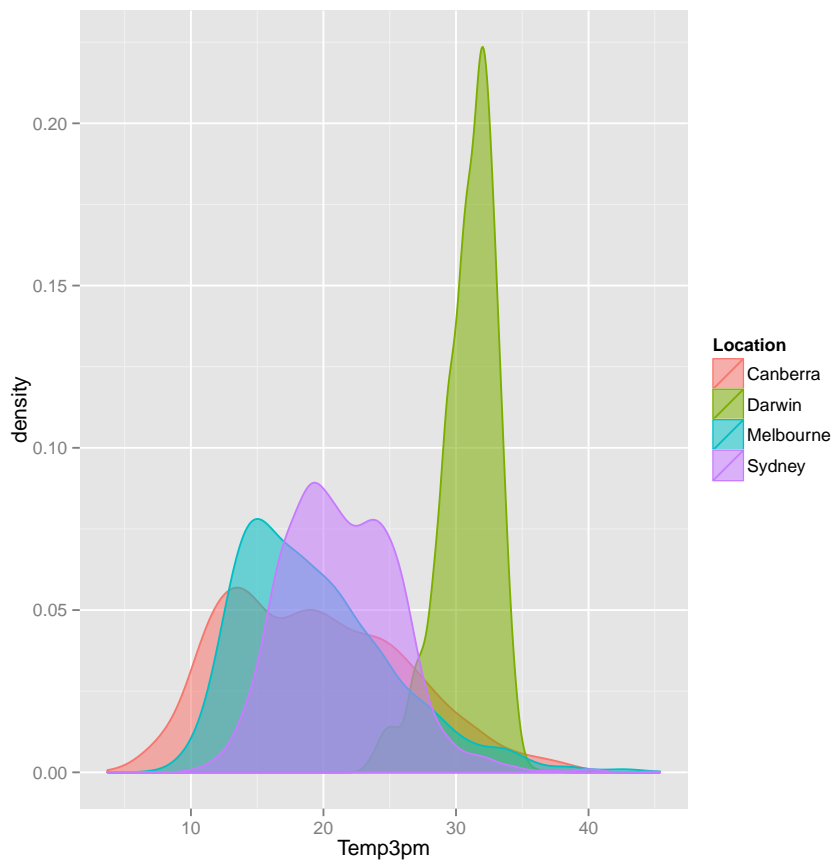 0.20
0.15
0.10
0.05
0.00
density
10 20 30 40
Temp3pm
Location
Canberra
Darwin
Melbourne
Sydney